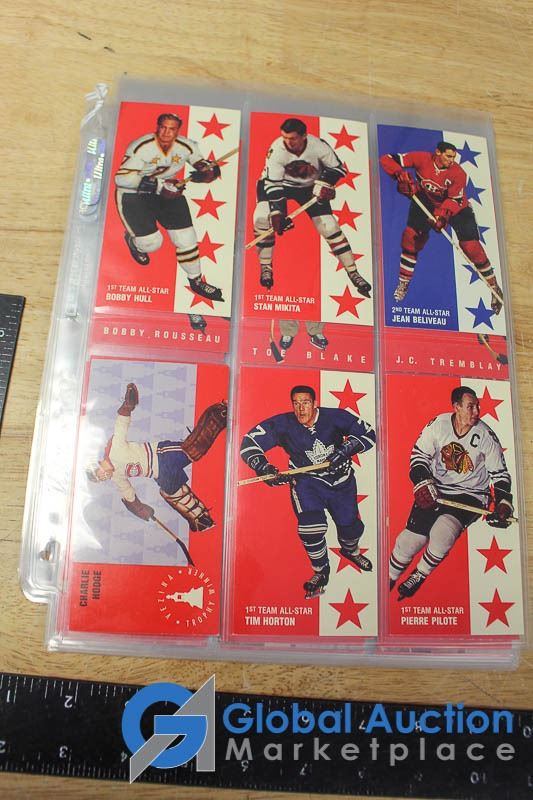 1ST TEAM ALL-STAR
BOBBY HULL
1ST TEAM ALL-STAR
STAN MIKITA
2ND TEAM ALL-STAR
JEAN BELIVEAU
BOBBY ROUSSEAU
TOE BLAKE
J.C. TREMBLAY
CHARLIE
HODGE
VEZINA
TROPHY WINNER
1ST TEAM ALL-STAR
TIM HORTON
1ST TEAM ALL-STAR
PIERRE PILOTE
Global Auction
Marketplace